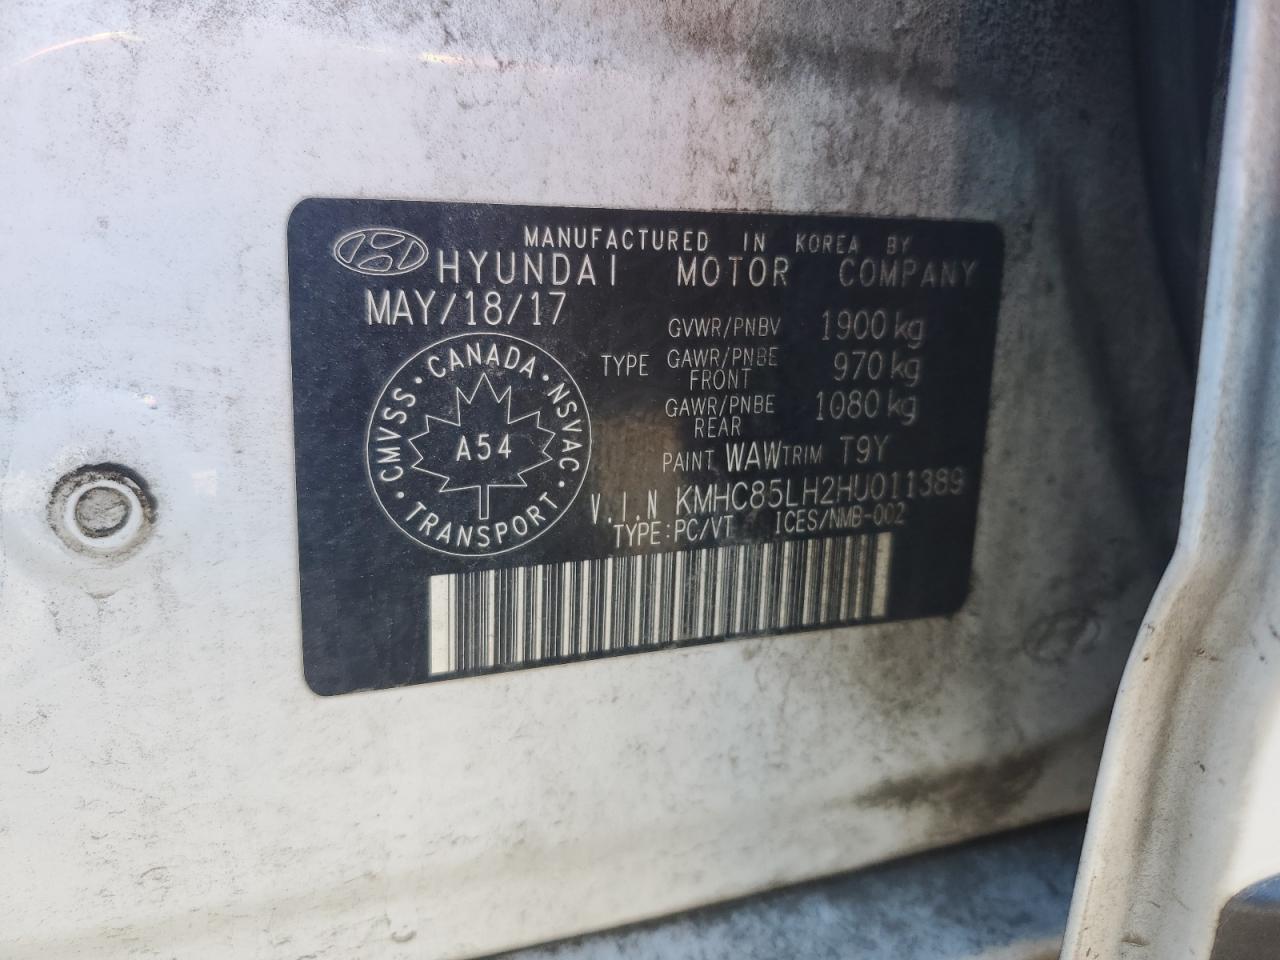 MANUFACTURED IN KOREA BY
HYUNDAI MOTOR COMPANY
MAY/18/17
GVWR/PNBV 1900 kg
TYPE GAWR/PNBE FRONT 970 kg
GAWR/PNBE REAR 1080 kg
PAINT WAW TRIM T9Y
V.I.N KMHC85LH2HU011389
TYPE:PC/VT ICES/NMB-002
CANADA
CMVSS
NSVAC
TRANSPORT
A54